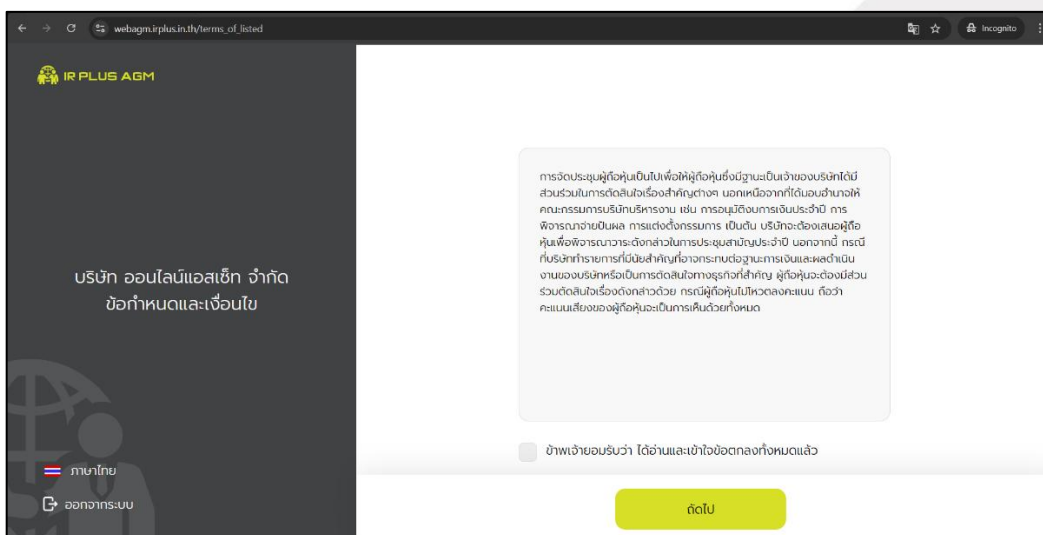 webagm.irplus.in.th/terms_of_listed
Incognito
IR PLUS AGM
บริษัท ออนไลน์แอสเซ็ท จำกัด
ข้อกำหนดและเงื่อนไข
ภาษาไทย
ออกจากระบบ
การจัดประชุมผู้ถือหุ้นเป็นไปเพื่อให้ผู้ถือหุ้นซึ่งมีฐานะเป็นเจ้าของบริษัทได้มี
ส่วนร่วมในการตัดสินใจเรื่องสำคัญต่างๆ นอกเหนือจากที่ได้มอบอำนาจให้
คณะกรรมการบริษัทบริหารงาน เช่น การอนุมัติงบการเงินประจำปี การ
พิจารณาจ่ายปันผล การแต่งตั้งกรรมการ เป็นต้น บริษัทจะต้องเสนอผู้ถือ
หุ้นเพื่อพิจารณาวาระดังกล่าวในการประชุมสามัญประจำปี นอกจากนี้ กรณี
ที่บริษัททำรายการที่มีนัยสำคัญที่อาจกระทบต่อฐานะการเงินและผลดำเนิน
งานของบริษัทหรือเป็นการตัดสินใจทางธุรกิจที่สำคัญ ผู้ถือหุ้นจะต้องมีส่วน
ร่วมตัดสินใจเรื่องดังกล่าวด้วย กรณีผู้ถือหุ้นไม่โหวตลงคะแนน ถือว่า
คะแนนเสียงของผู้ถือหุ้นจะเป็นการเห็นด้วยทั้งหมด
ข้าพเจ้ายอมรับว่า ได้อ่านและเข้าใจข้อตกลงทั้งหมดแล้ว
ถัดไป